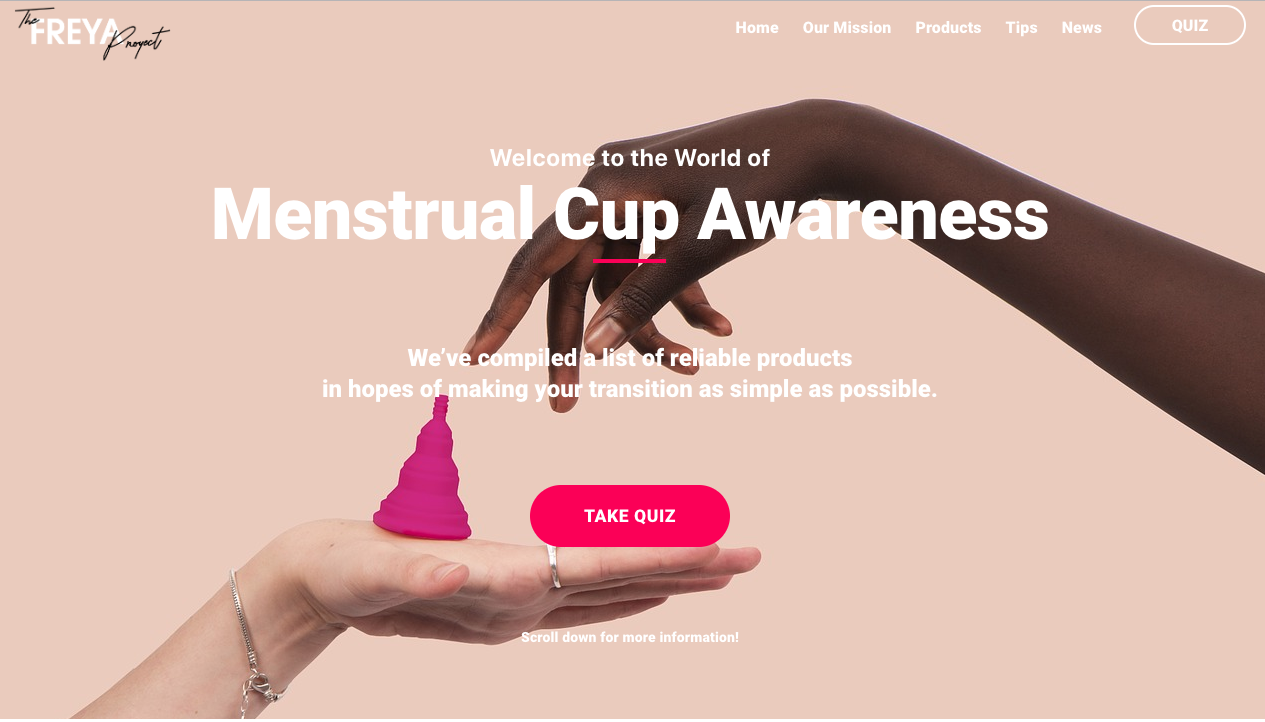 The
FREYA
Proyect
Home Our Mission Products Tips News QUIZ
Welcome to the World of
Menstrual Cup Awareness
We’ve compiled a list of reliable products
in hopes of making your transition as simple as possible.
TAKE QUIZ
Scroll down for more information!